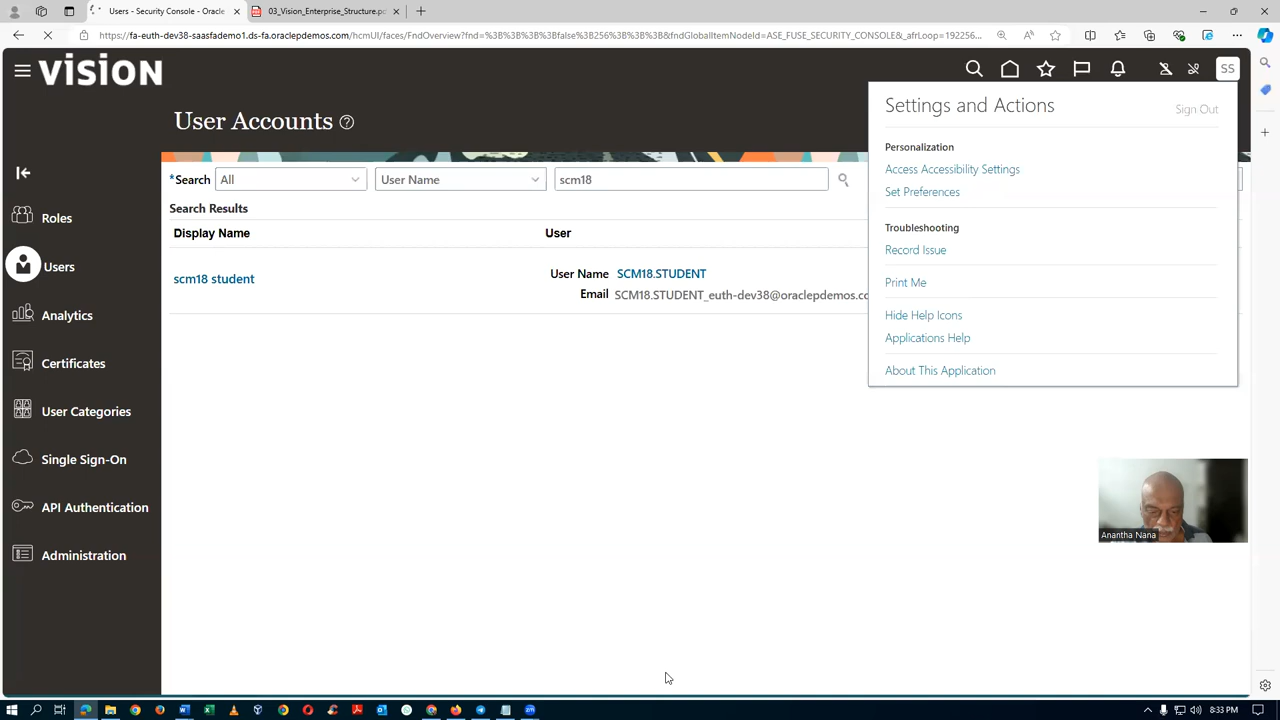 Users - Security Console - Oracle
03_Vision_Enterprise_Structure.pd
https://fa-euth-dev38-saasfademo1.ds-fa.oraclepdemos.com/hcmUI/faces/FndOverview?fnd=%3B%3B%3B%3Bfalse%3B256%3B%3B%3B&fndGlobalItemNodeId=ASE_FUSE_SECURITY_CONSOLE&_afrLoop=192256...
VISION
SS
User Accounts
Settings and Actions
Sign Out
Personalization
Access Accessibility Settings
Set Preferences
Troubleshooting
Record Issue
Print Me
Hide Help Icons
Applications Help
About This Application
*Search All User Name scm18
Search Results
Display Name User
scm18 student
User Name SCM18.STUDENT
Email SCM18.STUDENT_euth-dev38@oraclepdemos.co
Roles
Users
Analytics
Certificates
User Categories
Single Sign-On
API Authentication
Administration
Anantha Nana
8:33 PM